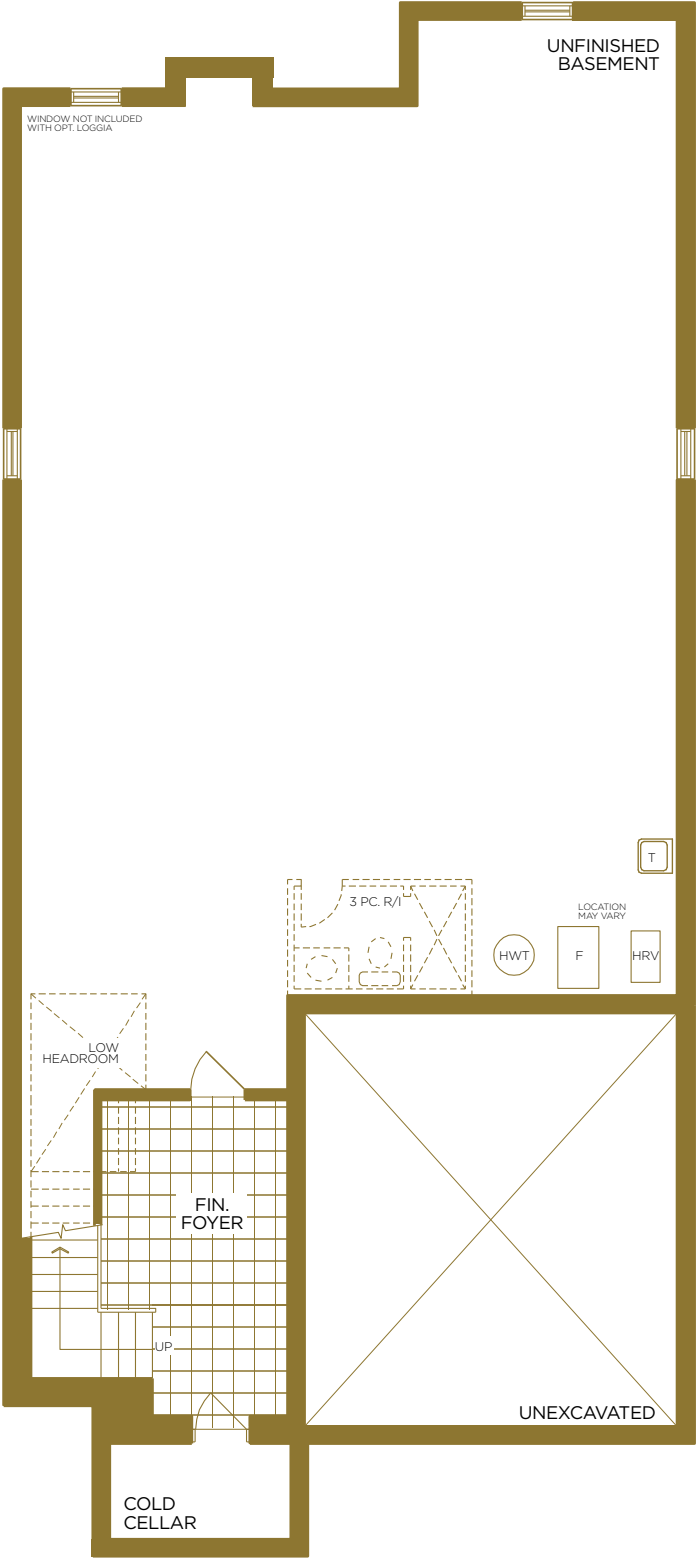 UNFINISHED
BASEMENT
WINDOW NOT INCLUDED
WITH OPT. LOGGIA
T
3 PC. R/I
LOCATION
MAY VARY
HWT
F
HRV
LOW
HEADROOM
FIN.
FOYER
UP
UNEXCAVATED
COLD
CELLAR